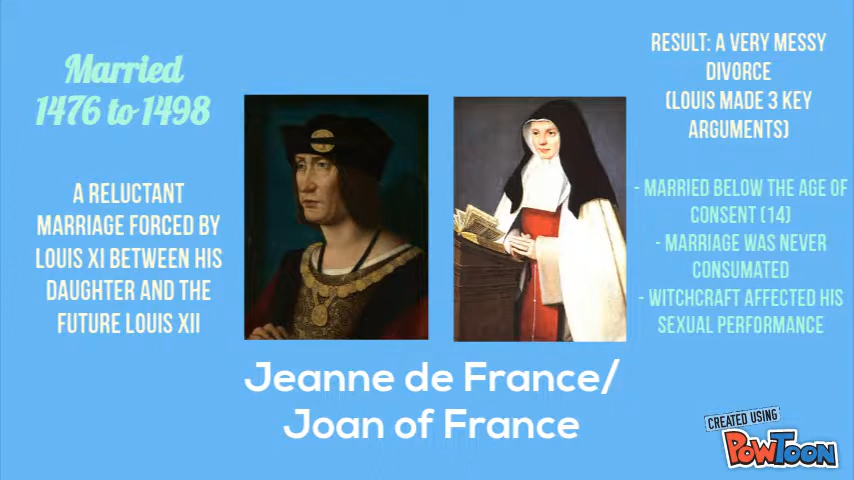 Married
1476 to 1498
A RELUCTANT
MARRIAGE FORCED BY
LOUIS XI BETWEEN HIS
DAUGHTER AND THE
FUTURE LOUIS XII
Jeanne de France/
Joan of France
RESULT: A VERY MESSY
DIVORCE
(LOUIS MADE 3 KEY
ARGUMENTS)
- MARRIED BELOW THE AGE OF
CONSENT (14)
- MARRIAGE WAS NEVER
CONSUMATED
- WITCHCRAFT AFFECTED HIS
SEXUAL PERFORMANCE
CREATED USING
POWTOON